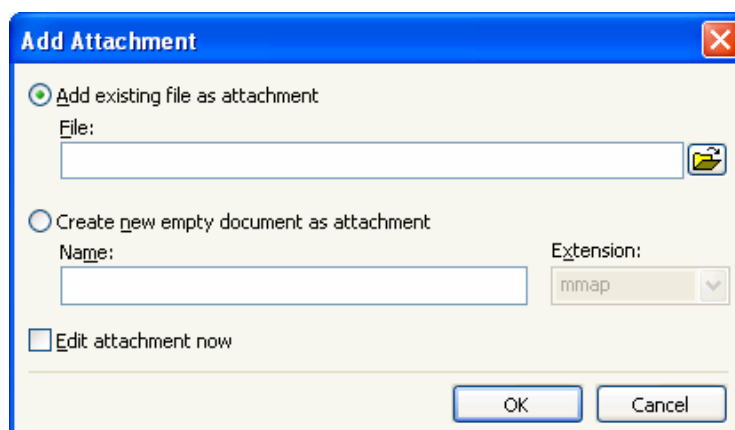 Add Attachment
Add existing file as attachment
File:
Create new empty document as attachment
Name:
Extension:
mmap
Edit attachment now
OK
Cancel